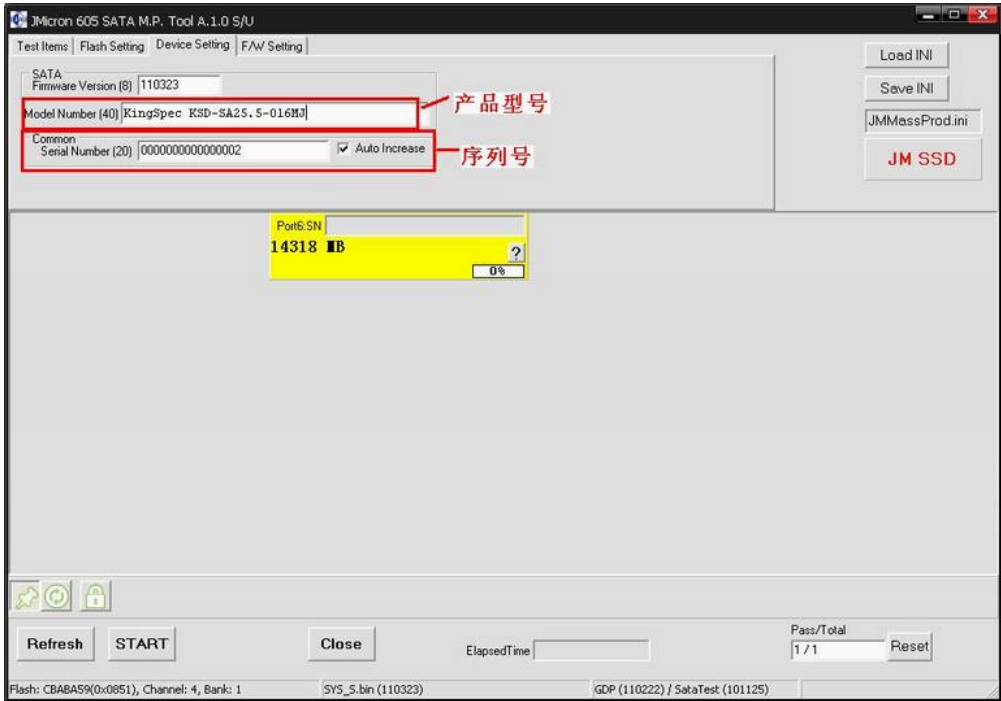 JMicron 605 SATA M.P. Tool A.1.0 S/U
Test Items Flash Setting Device Setting F/W Setting
Load INI
SATA
Firmware Version (8) 110323
Save INI
Model Number (40) KingSpec KSD-SA25.5-016MJ
产品型号
JMMassProd.ini
Common
Serial Number (20) 0000000000000002 Auto Increase
序列号
JM SSD
Port6:SN
14318 MB
?
0%
Refresh START Close ElapsedTime
Pass/Total
1 / 1 Reset
Flash: CBABA59(0x0851), Channel: 4, Bank: 1 SYS_S.bin (110323) GDP (110222) / SataTest (101125)